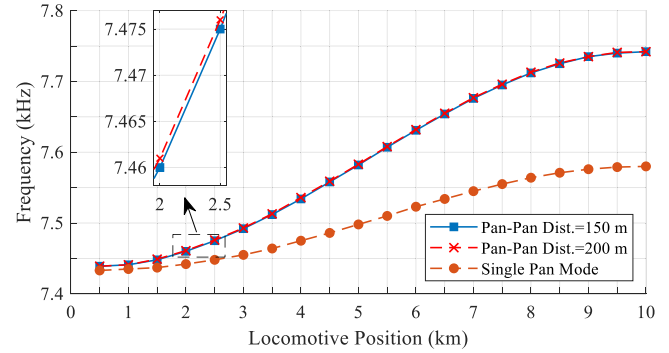 7.8
7.7
7.6
7.5
7.4
Frequency (kHz)
7.475
7.47
7.465
7.46
2 2.5
Pan-Pan Dist.=150 m
Pan-Pan Dist.=200 m
Single Pan Mode
0 1 2 3 4 5 6 7 8 9 10
Locomotive Position (km)